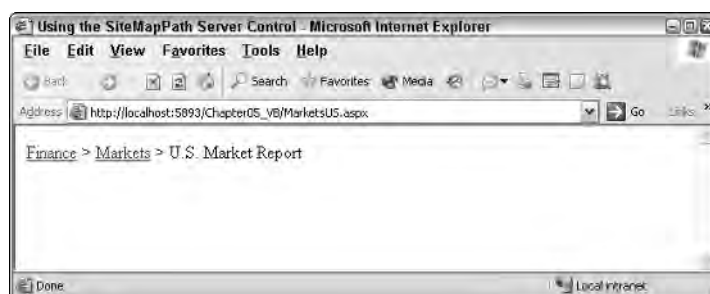 Using the SiteMapPath Server Control - Microsoft Internet Explorer
File Edit View Favorites Tools Help
Back Search Favorites Media
Address http://localhost:5893/Chapter05_VB/MarketsUS.aspx Go Links »
Finance > Markets > U.S. Market Report
Done Local intranet